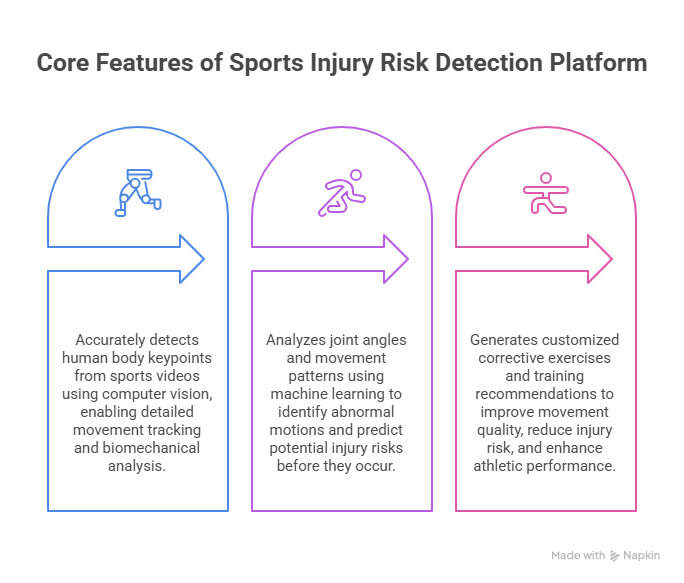 Core Features of Sports Injury Risk Detection Platform
Accurately detects
human body keypoints
from sports videos
using computer vision,
enabling detailed
movement tracking
and biomechanical
analysis.
Analyzes joint angles
and movement
patterns using
machine learning to
identify abnormal
motions and predict
potential injury risks
before they occur.
Generates customized
corrective exercises
and training
recommendations to
improve movement
quality, reduce injury
risk, and enhance
athletic performance.
Made with Napkin